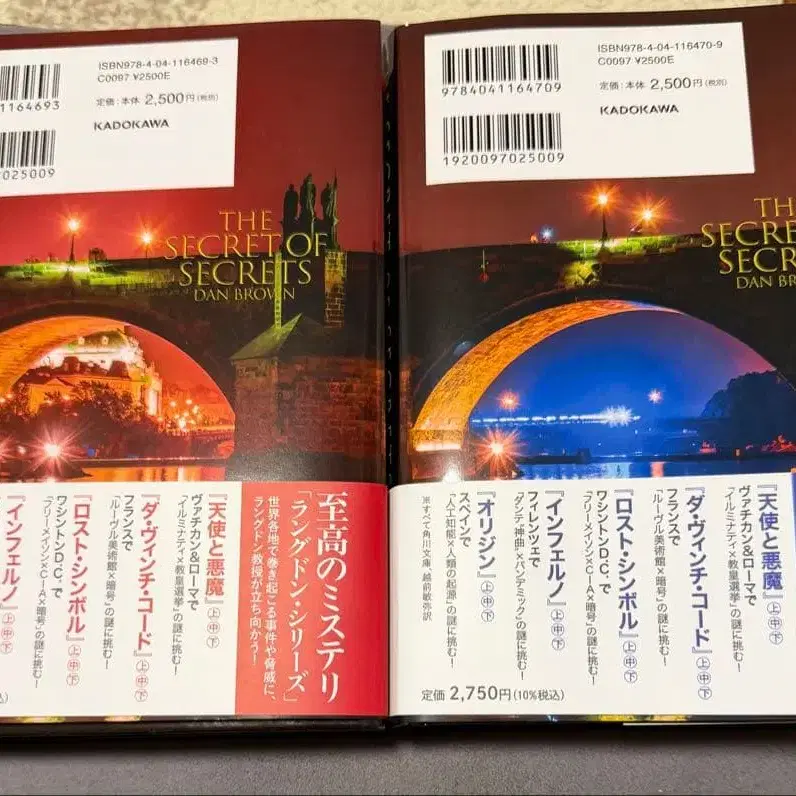 ISBN978-4-04-116469-3
C0097 ¥2500E
定価:本体2,500円(税別)
KADOKAWA
1164693
025009
THE
SECRET OF
SECRETS
DAN BROWN
至高のミステリ
「ラングドン・シリーズ」
世界各地で巻き起こる事件や脅威に、
ラングドン教授が立ち向かう!
『天使と悪魔』上中下
ヴァチカン&ローマで
「イルミナティ×教皇選挙」の謎に挑む!
『ダ・ヴィンチ・コード』上中下
フランスで
「ルーヴル美術館×暗号」の謎に挑む!
『ロスト・シンボル』上中下
ワシントンD.C.で
「フリーメイソン×CIA×暗号」の謎に挑む!
『インフェルノ』上中下
ISBN978-4-04-116470-9
C0097 ¥2500E
定価:本体2,500円(税別)
KADOKAWA
9784041164709
1920097025009
TH
SECRE
SECR
DAN BR
『天使と悪魔』上中下
ヴァチカン&ローマで
「イルミナティ×教皇選挙」の謎に挑む!
『ダ・ヴィンチ・コード』上中下
フランスで
「ルーヴル美術館×暗号」の謎に挑む!
『ロスト・シンボル』上中下
ワシントンD.C.で
「フリーメイソン×CIA×暗号」の謎に挑む!
『インフェルノ』上中下
フィレンツェで
「ダンテ『神曲』×パンデミック」の謎に挑む!
『オリジン』上中下
スペインで
「人工知能×人類の起源」の謎に挑む!
※すべて角川文庫、越前敏弥訳
定価 2,750円(10%税込)